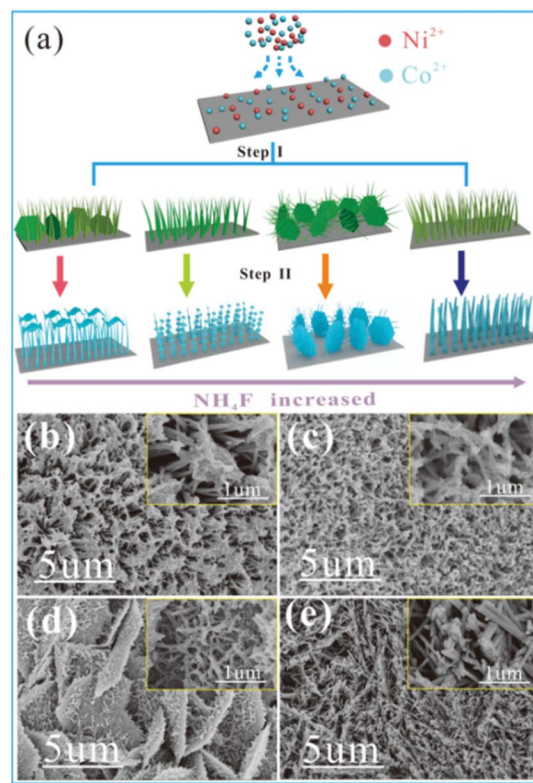 (a)
Ni²⁺
Co²⁺
Step I
Step II
NH₄F increased
(b)
1um
5um
(c)
1um
5um
(d)
1um
5um
(e)
1um
5um